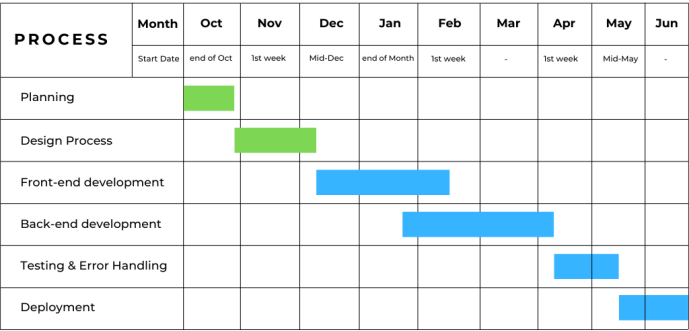 PROCESS
Month Oct Nov Dec Jan Feb Mar Apr May Jun
Start Date end of Oct 1st week Mid-Dec end of Month 1st week - 1st week Mid-May -
Planning
Design Process
Front-end development
Back-end development
Testing & Error Handling
Deployment